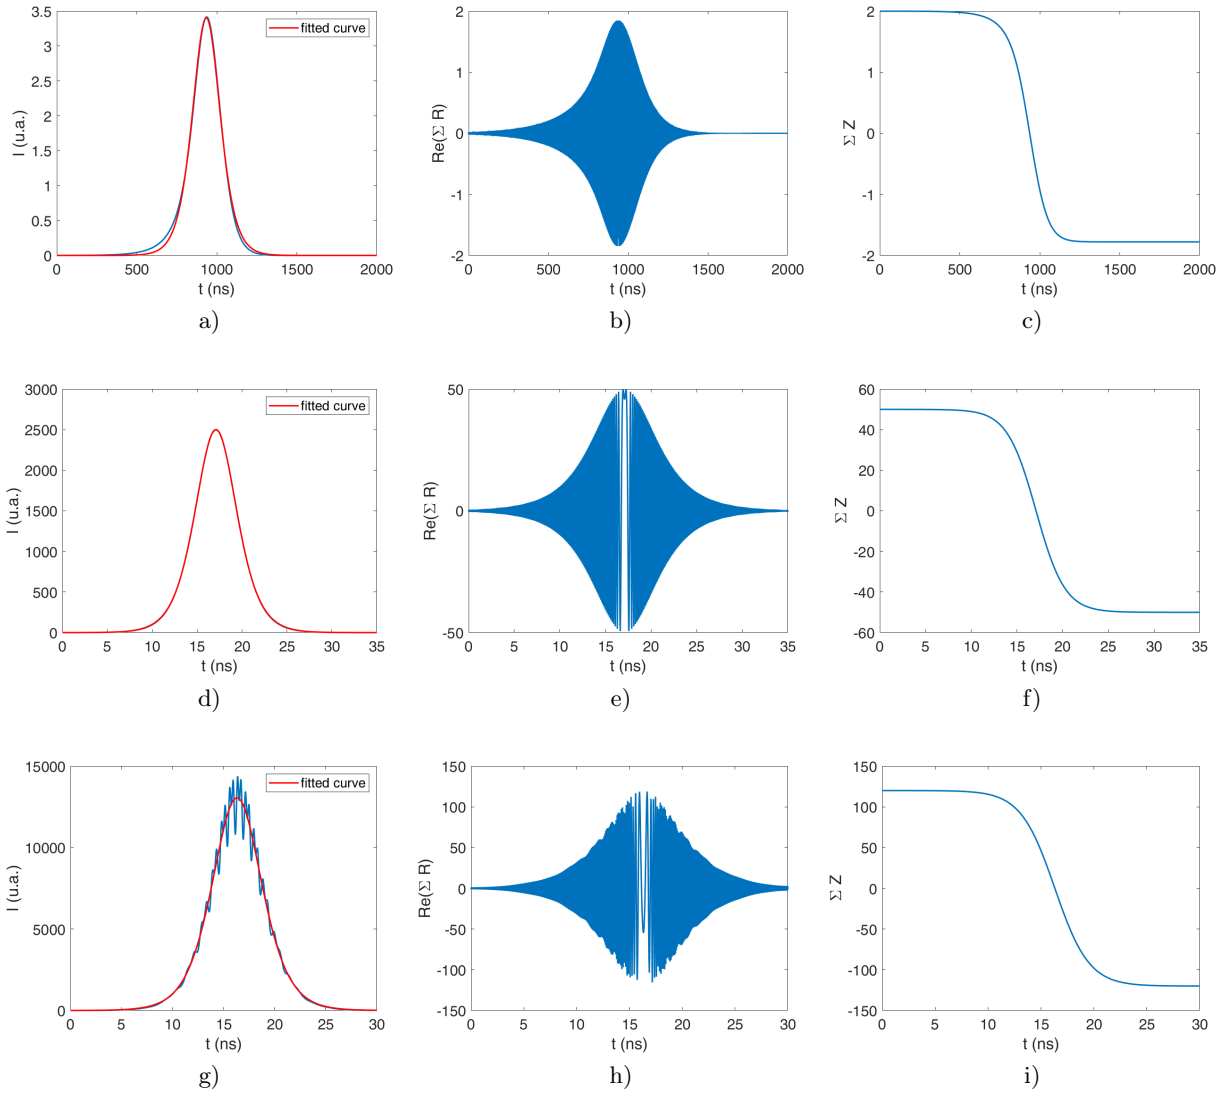 3.5
3
2.5
2
1.5
1
0.5
0
I (u.a.)
fitted curve
0 500 1000 1500 2000
t (ns)
a)
2
1
0
-1
-2
Re(Σ R)
0 500 1000 1500 2000
t (ns)
b)
2
1
0
-1
-2
Σ Z
0 500 1000 1500 2000
t (ns)
c)
3000
2500
2000
1500
1000
500
0
I (u.a.)
fitted curve
0 5 10 15 20 25 30 35
t (ns)
d)
50
0
-50
Re(Σ R)
0 5 10 15 20 25 30 35
t (ns)
e)
60
40
20
0
-20
-40
-60
Σ Z
0 5 10 15 20 25 30 35
t (ns)
f)
15000
10000
5000
0
I (u.a.)
fitted curve
0 5 10 15 20 25 30
t (ns)
g)
150
100
50
0
-50
-100
-150
Re(Σ R)
0 5 10 15 20 25 30
t (ns)
h)
150
100
50
0
-50
-100
-150
Σ Z
0 5 10 15 20 25 30
t (ns)
i)